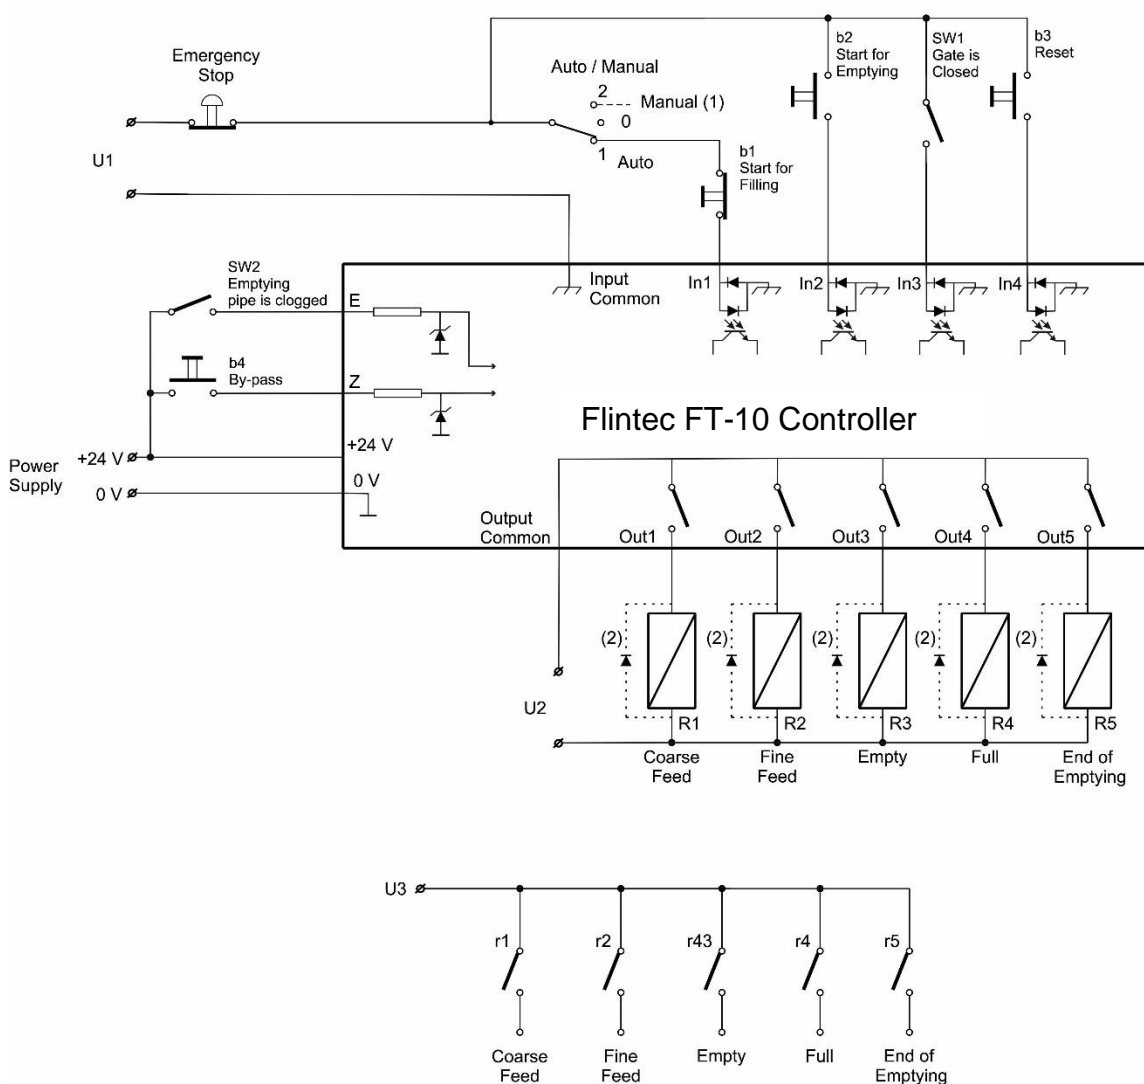 b2
Start for
Emptying
SW1
Gate is
Closed
b3
Reset
Emergency
Stop
Auto / Manual
2
Manual (1)
0
1
Auto
U1
b1
Start for
Filling
SW2
Emptying
pipe is clogged
E
Input
Common
In1
In2
In3
In4
b4
By-pass
Z
Flintec FT-10 Controller
Power
Supply
+24 V
+24 V
0 V
0 V
Output
Common
Out1
Out2
Out3
Out4
Out5
(2)
(2)
(2)
(2)
(2)
U2
R1
R2
R3
R4
R5
Coarse
Feed
Fine
Feed
Empty
Full
End of
Emptying
U3
r1
r2
r43
r4
r5
Coarse
Feed
Fine
Feed
Empty
Full
End of
Emptying